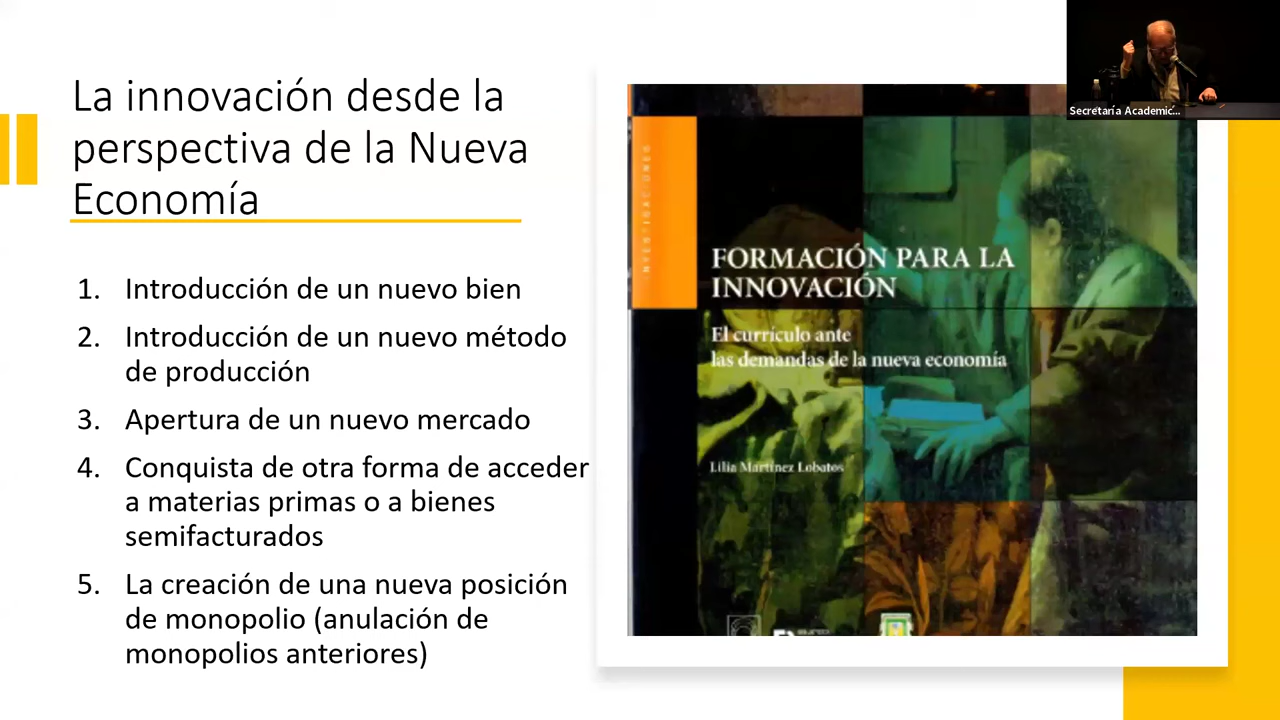 La innovación desde la
perspectiva de la Nueva
Economía
1. Introducción de un nuevo bien
2. Introducción de un nuevo método
de producción
3. Apertura de un nuevo mercado
4. Conquista de otra forma de acceder
a materias primas o a bienes
semifacturados
5. La creación de una nueva posición
de monopolio (anulación de
monopolios anteriores)
INVESTIGACIONES
FORMACIÓN PARA LA
INNOVACIÓN
El currículo ante
las demandas de la nueva economía
Lilia Martínez Lobatos
Secretaría Academic...